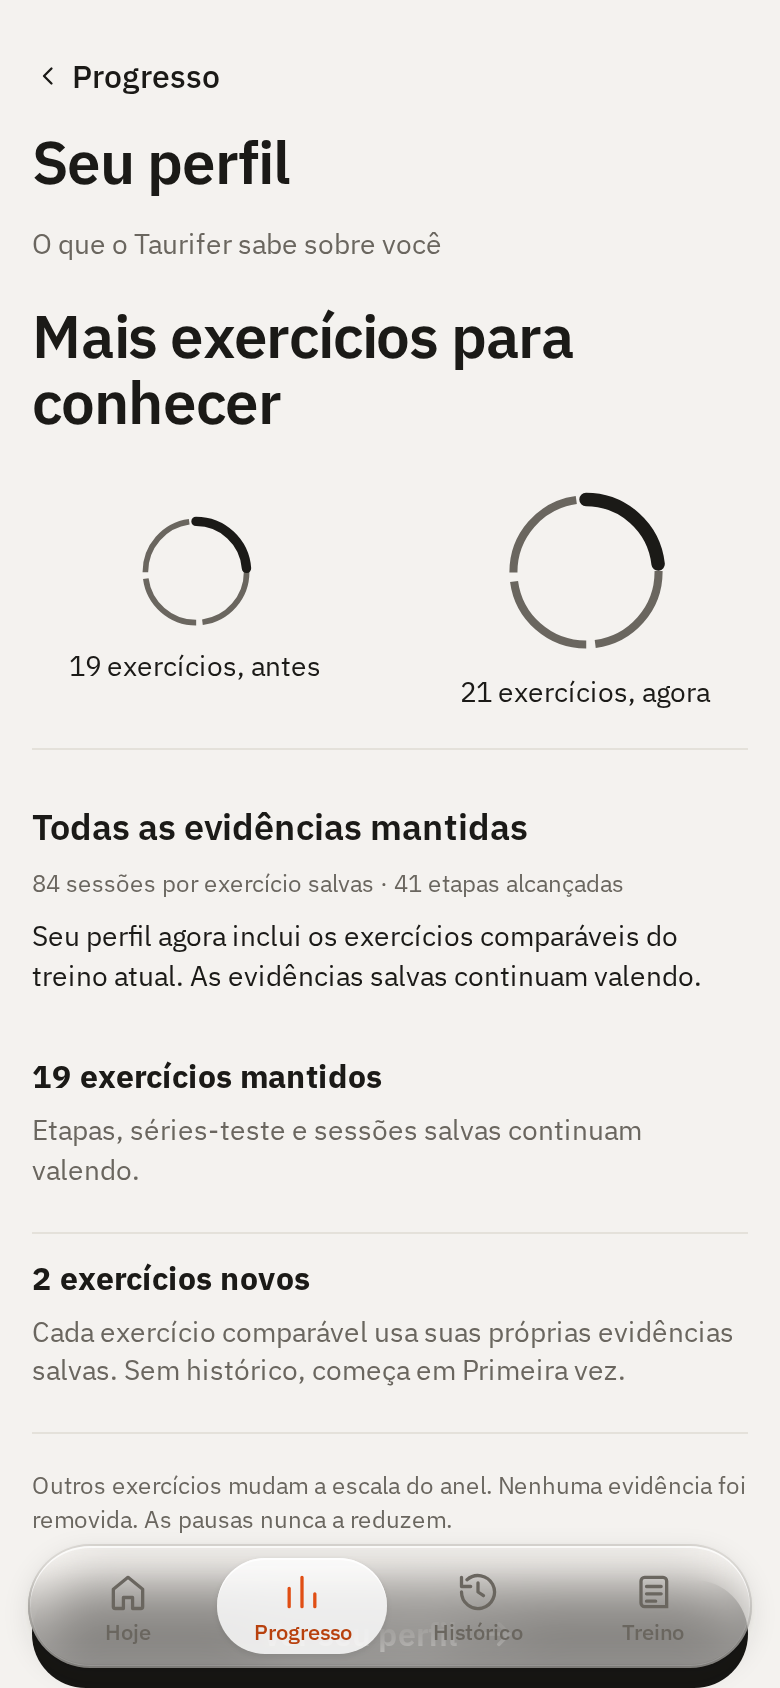 Progresso
Seu perfil
O que o Taurifer sabe sobre você
Mais exercícios para
conhecer
19 exercícios, antes
21 exercícios, agora
Todas as evidências mantidas
84 sessões por exercício salvas · 41 etapas alcançadas
Seu perfil agora inclui os exercícios comparáveis do
treino atual. As evidências salvas continuam valendo.
19 exercícios mantidos
Etapas, séries-teste e sessões salvas continuam
valendo.
2 exercícios novos
Cada exercício comparável usa suas próprias evidências
salvas. Sem histórico, começa em Primeira vez.
Outros exercícios mudam a escala do anel. Nenhuma evidência foi
removida. As pausas nunca a reduzem.
perfil
Hoje
Progresso
Histórico
Treino